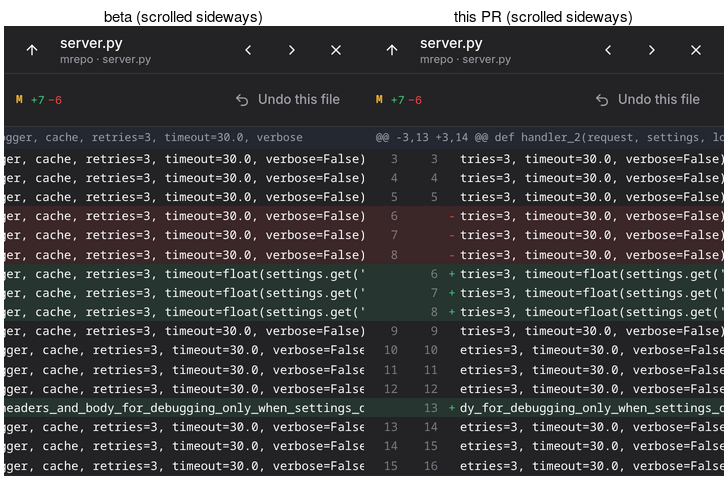 beta (scrolled sideways)
server.py
mrepo · server.py
M +7 −6
Undo this file
gger, cache, retries=3, timeout=30.0, verbose
ger, cache, retries=3, timeout=30.0, verbose=False)
ger, cache, retries=3, timeout=30.0, verbose=False)
ger, cache, retries=3, timeout=30.0, verbose=False)
ger, cache, retries=3, timeout=30.0, verbose=False)
ger, cache, retries=3, timeout=30.0, verbose=False)
ger, cache, retries=3, timeout=30.0, verbose=False)
ger, cache, retries=3, timeout=float(settings.get('
ger, cache, retries=3, timeout=float(settings.get('
ger, cache, retries=3, timeout=float(settings.get('
ger, cache, retries=3, timeout=30.0, verbose=False)
gger, cache, retries=3, timeout=30.0, verbose=False
gger, cache, retries=3, timeout=30.0, verbose=False
gger, cache, retries=3, timeout=30.0, verbose=False
headers_and_body_for_debugging_only_when_settings_d
gger, cache, retries=3, timeout=30.0, verbose=False
gger, cache, retries=3, timeout=30.0, verbose=False
gger, cache, retries=3, timeout=30.0, verbose=False
this PR (scrolled sideways)
server.py
mrepo · server.py
M +7 −6
Undo this file
@@ -3,13 +3,14 @@ def handler_2(request, settings, lo
3 3 tries=3, timeout=30.0, verbose=False)
4 4 tries=3, timeout=30.0, verbose=False)
5 5 tries=3, timeout=30.0, verbose=False)
6 - tries=3, timeout=30.0, verbose=False)
7 - tries=3, timeout=30.0, verbose=False)
8 - tries=3, timeout=30.0, verbose=False)
6 + tries=3, timeout=float(settings.get('
7 + tries=3, timeout=float(settings.get('
8 + tries=3, timeout=float(settings.get('
9 9 tries=3, timeout=30.0, verbose=False)
10 10 etries=3, timeout=30.0, verbose=False
11 11 etries=3, timeout=30.0, verbose=False
12 12 etries=3, timeout=30.0, verbose=False
13 + dy_for_debugging_only_when_settings_d
13 14 etries=3, timeout=30.0, verbose=False
14 15 etries=3, timeout=30.0, verbose=False
15 16 etries=3, timeout=30.0, verbose=False